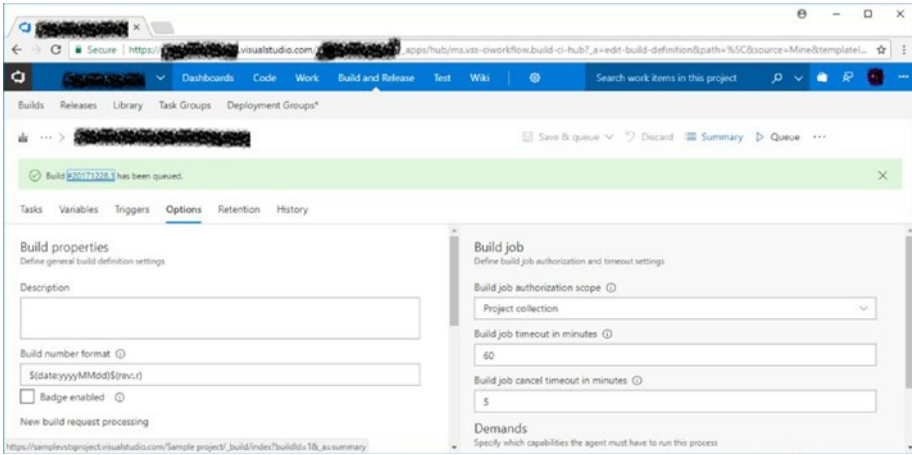 Secure | https://
.visualstudio.com/
_apps/hub/ms.vss-ciworkflow.build-ci-hub?_a=edit-build-definition&path=%5C&source=Mine&templateI...
Dashboards Code Work Build and Release Test Wiki
Search work items in this project
Builds Releases Library Task Groups Deployment Groups*
... >
Save & queue Discard Summary Queue ...
Build #20171228.1 has been queued.
Tasks Variables Triggers Options Retention History
Build properties
Define general build definition settings
Description
Build number format
$(date:yyyyMMdd)$(rev:.r)
Badge enabled
New build request processing
Build job
Define build job authorization and timeout settings
Build job authorization scope
Project collection
Build job timeout in minutes
60
Build job cancel timeout in minutes
5
Demands
Specify which capabilities the agent must have to run this process
https://samplevstsproject.visualstudio.com/Sample project/_build/index?buildId=1&_a=summary